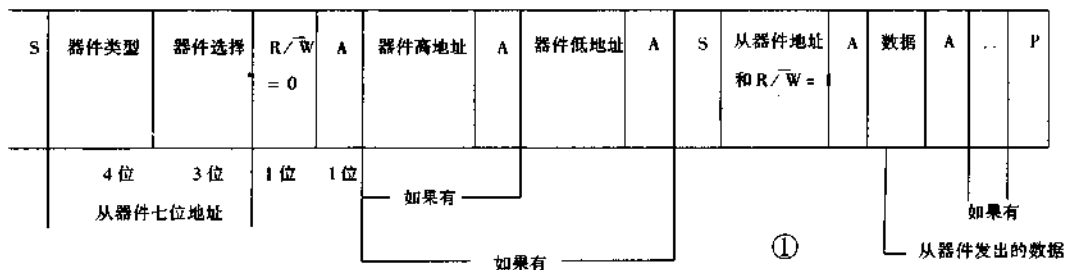 S 器件类型 器件选择 R/W̅ A 器件高地址 A 器件低地址 A S 从器件地址 A 数据 A .. P
= 0 和 R/W̅ = 1
4位 3位 1位 1位
如果有
从器件七位地址 如果有
① 从器件发出的数据
如果有